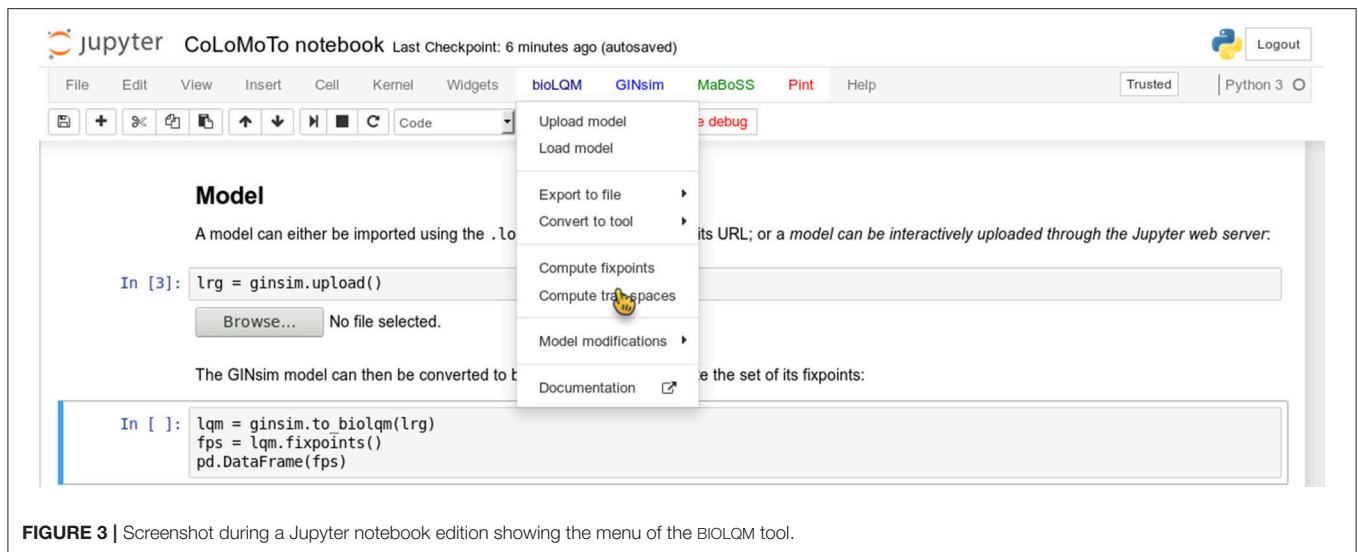 jupyter CoLoMoTo notebook Last Checkpoint: 6 minutes ago (autosaved) Logout
File Edit View Insert Cell Kernel Widgets bioLQM GINsim MaBoSS Pint Help Trusted Python 3
Code e debug
Upload model
Load model
Export to file
Convert to tool
Compute fixpoints
Compute spaces
Model modifications
Documentation
Model
A model can either be imported using the .lo its URL; or a model can be interactively uploaded through the Jupyter web server:
In [3]: lrg = ginsim.upload()
Browse... No file selected.
The GINsim model can then be converted to b e the set of its fixpoints:
In [ ]: lqm = ginsim.to_biolqm(lrg)
fps = lqm.fixpoints()
pd.DataFrame(fps)
FIGURE 3 | Screenshot during a Jupyter notebook edition showing the menu of the BIOLQM tool.